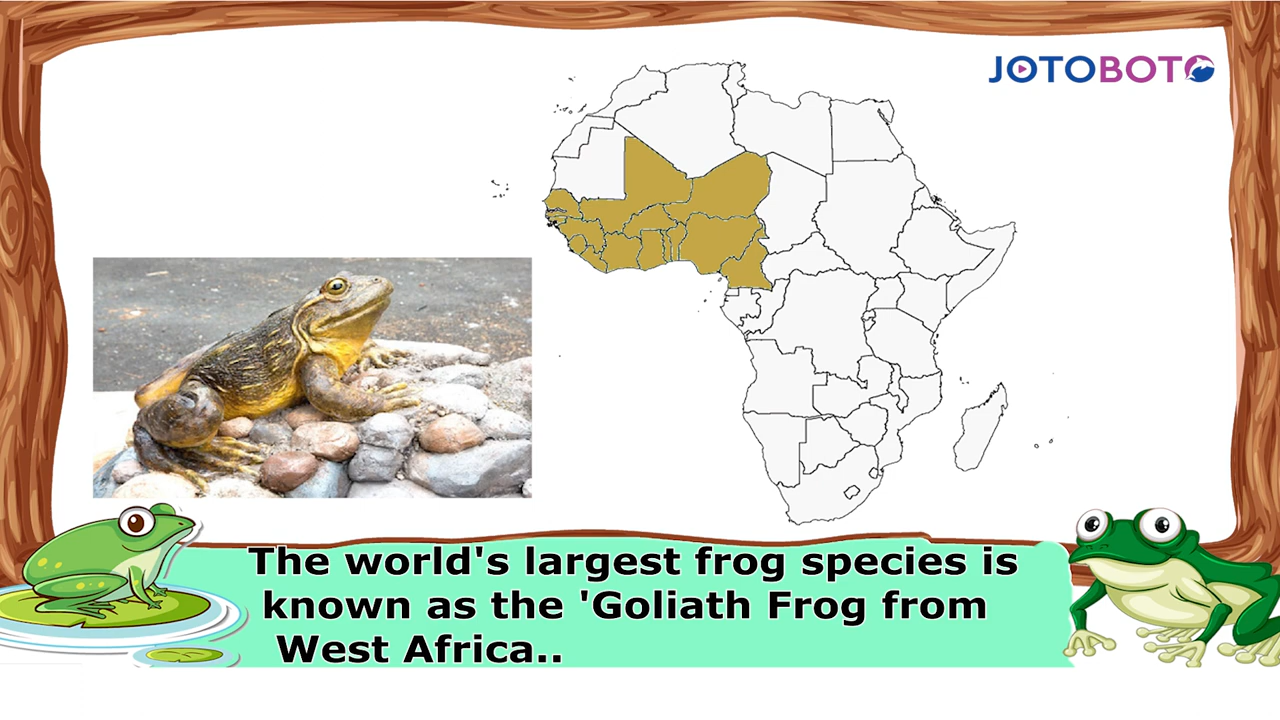 JOTOBOTO
The world's largest frog species is
known as the 'Goliath Frog from
West Africa..